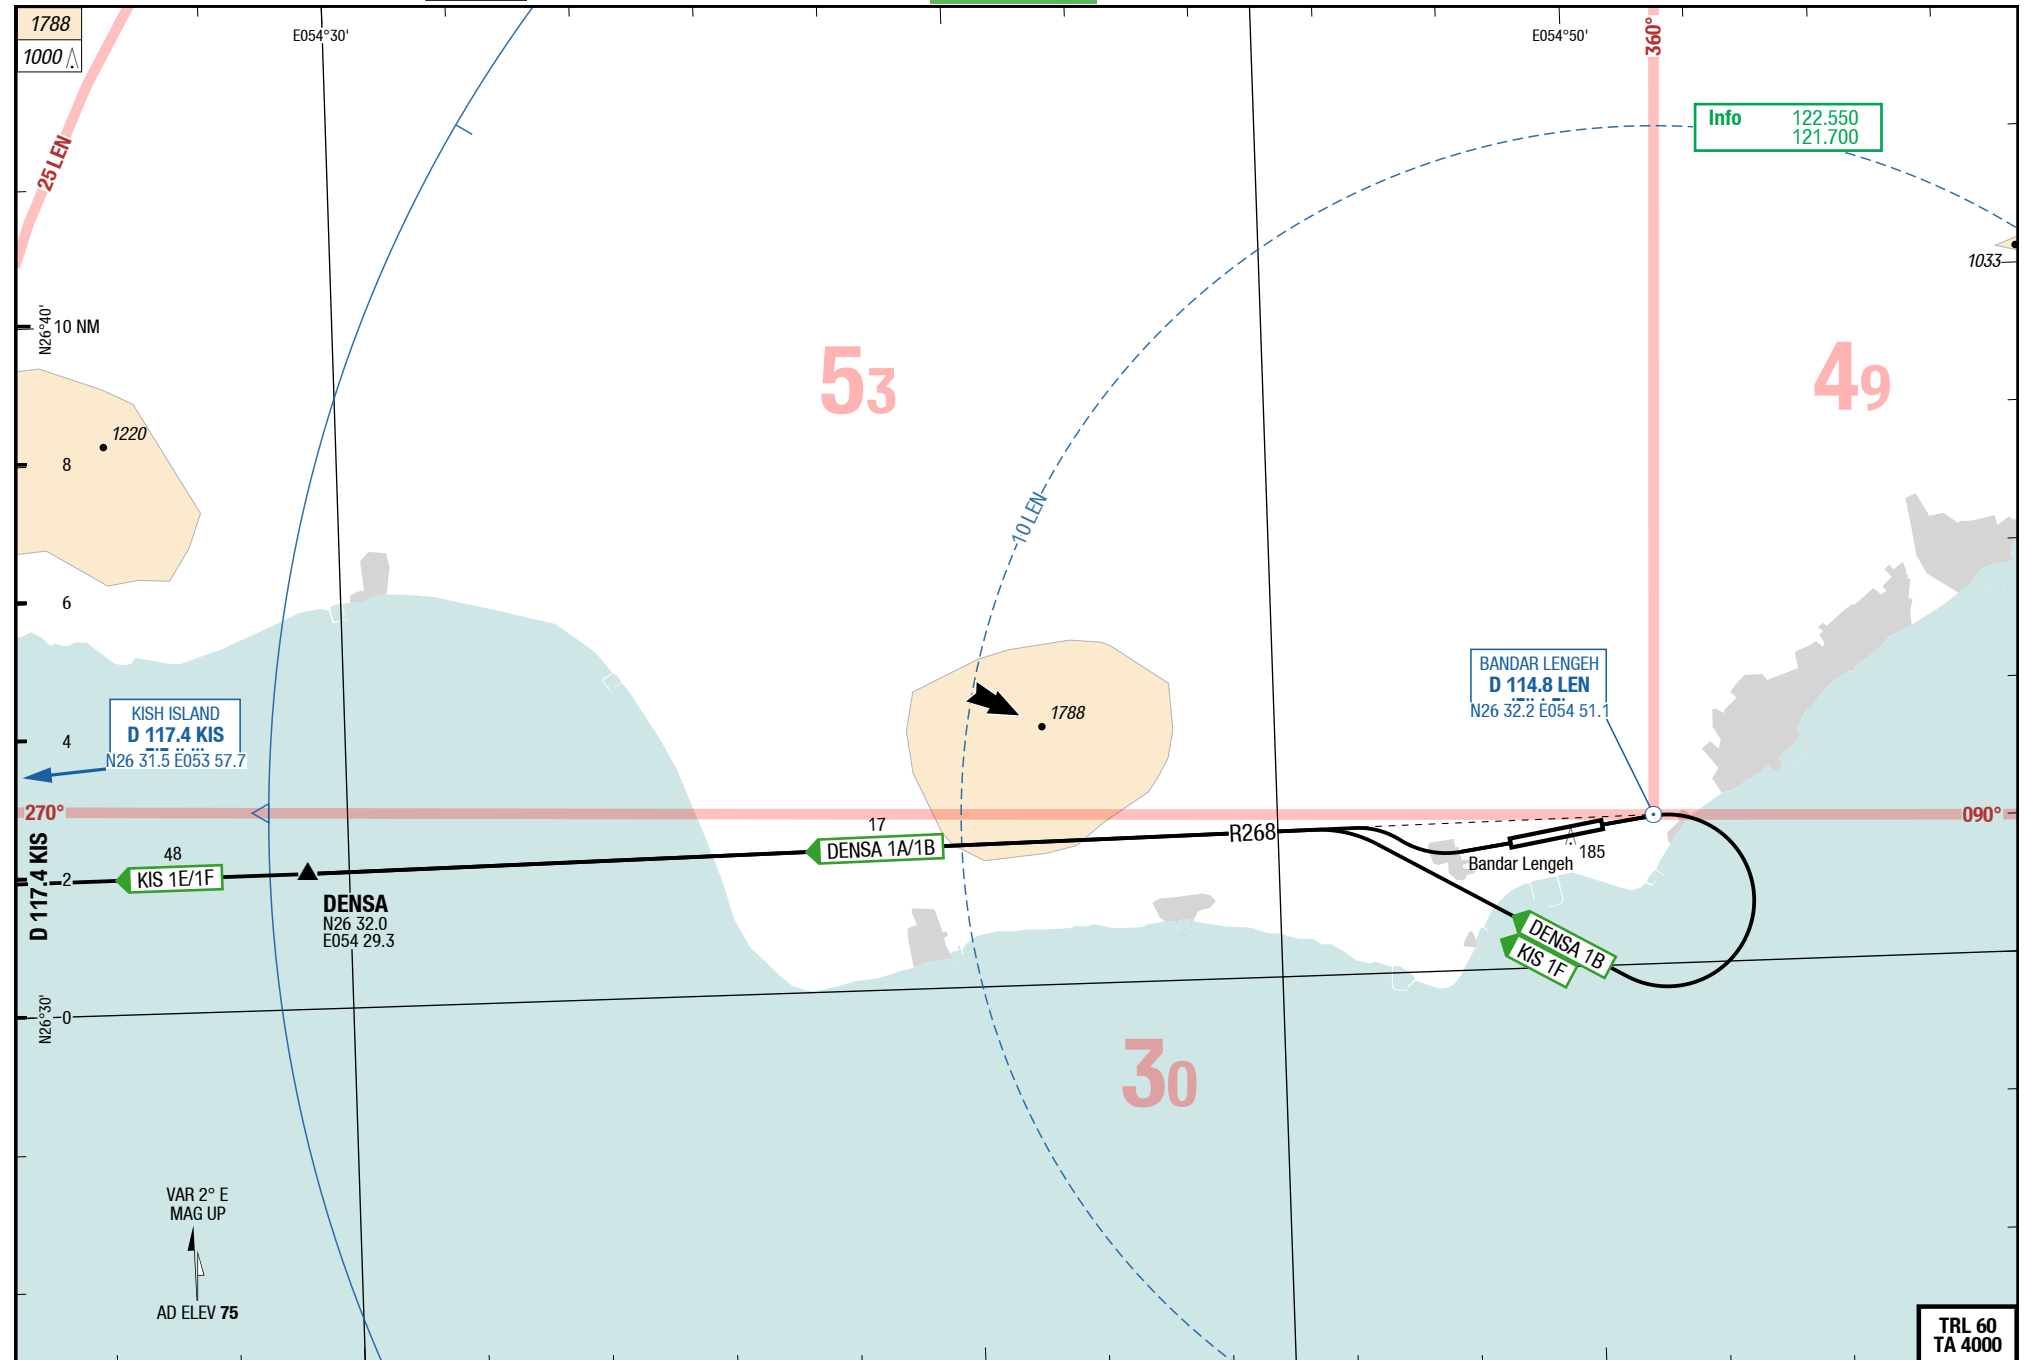 1788
1000
E054°30'
E054°50'
360°
Info 122.550
121.700
25 LEN
1033
N26°40'
10 NM
53
49
1220
8
10 LEN
6
BANDAR LENGEH
D 114.8 LEN
N26 32.2 E054 51.1
KISH ISLAND
D 117.4 KIS
N26 31.5 E053 57.7
4
1788
270°
090°
17
DENSA 1A/1B
R268
185
Bandar Lengeh
48
KIS 1E/1F
2
D 117.4 KIS
DENSA
N26 32.0
E054 29.3
DENSA 1B
KIS 1F
N26°30'
0
30
VAR 2° E
MAG UP
AD ELEV 75
TRL 60
TA 4000